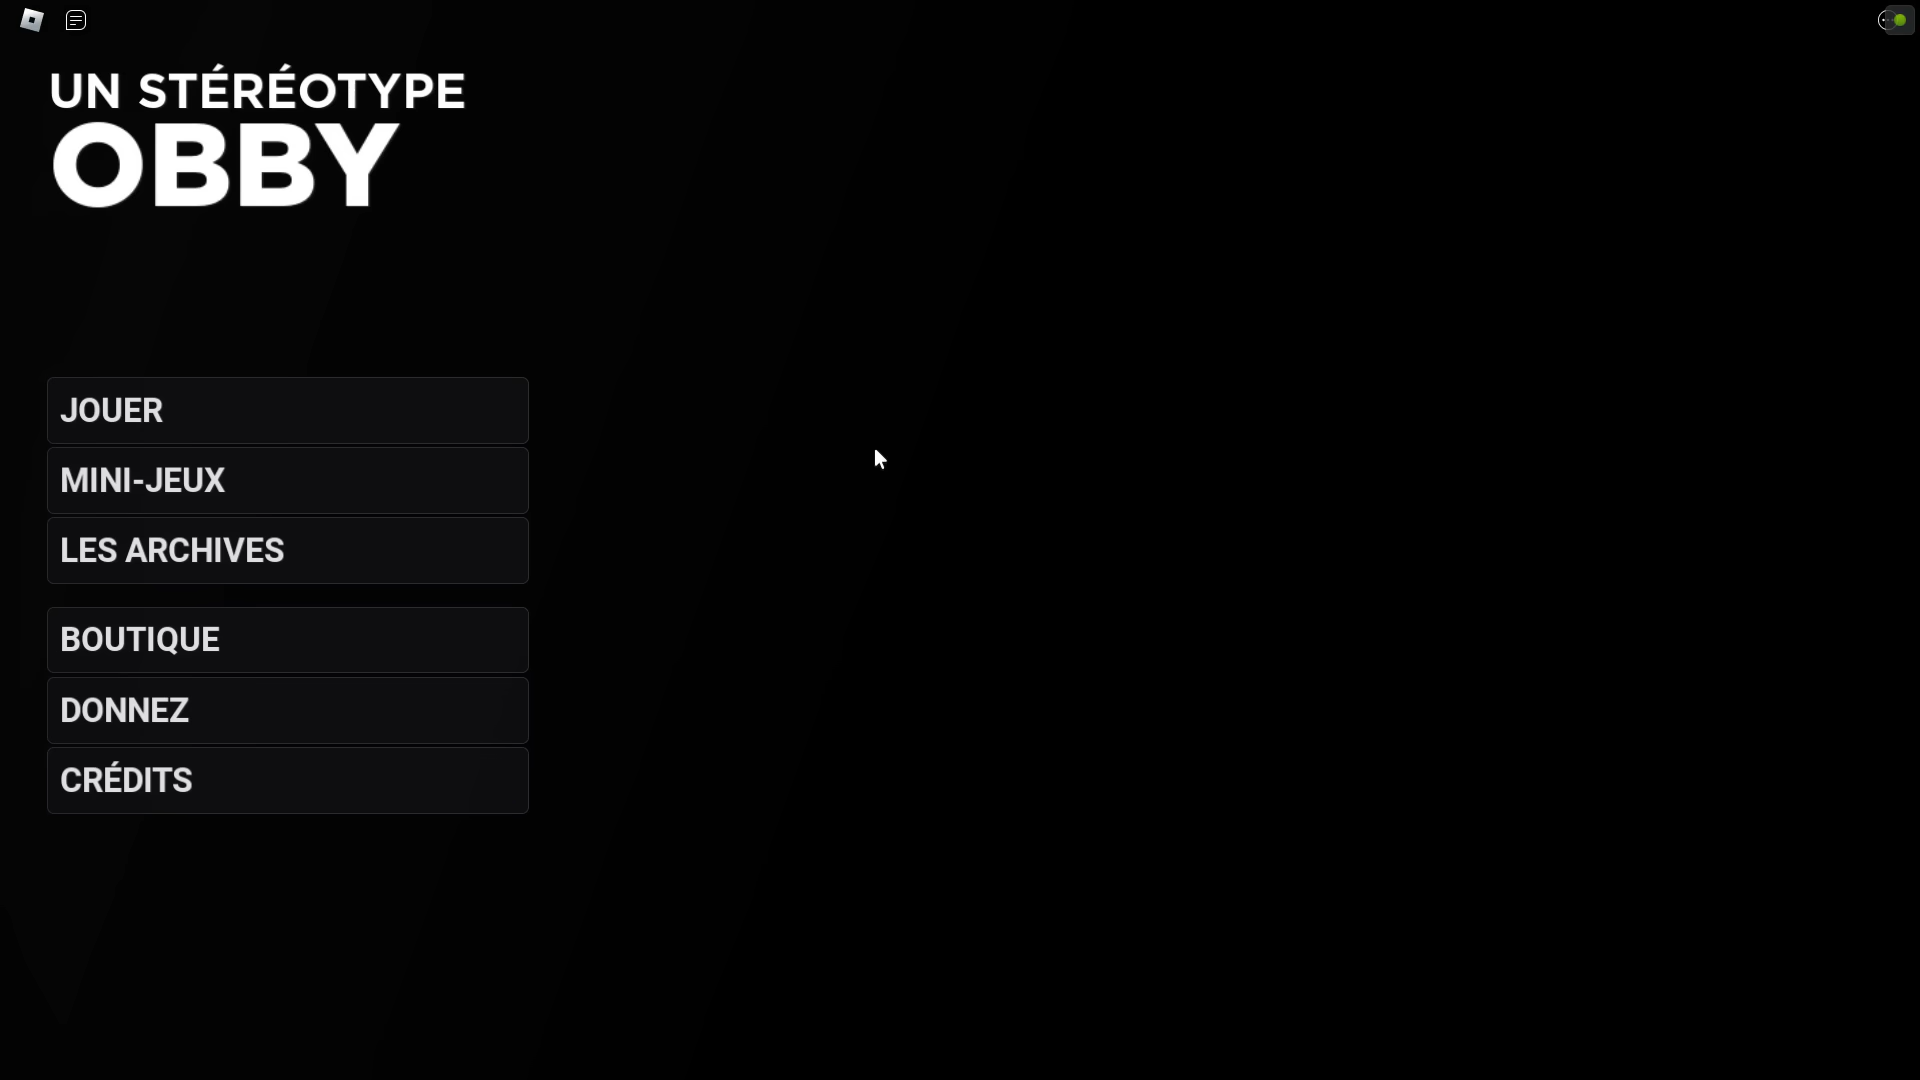 UN STÉRÉOTYPE
OBBY
JOUER
MINI-JEUX
LES ARCHIVES
BOUTIQUE
DONNEZ
CRÉDITS